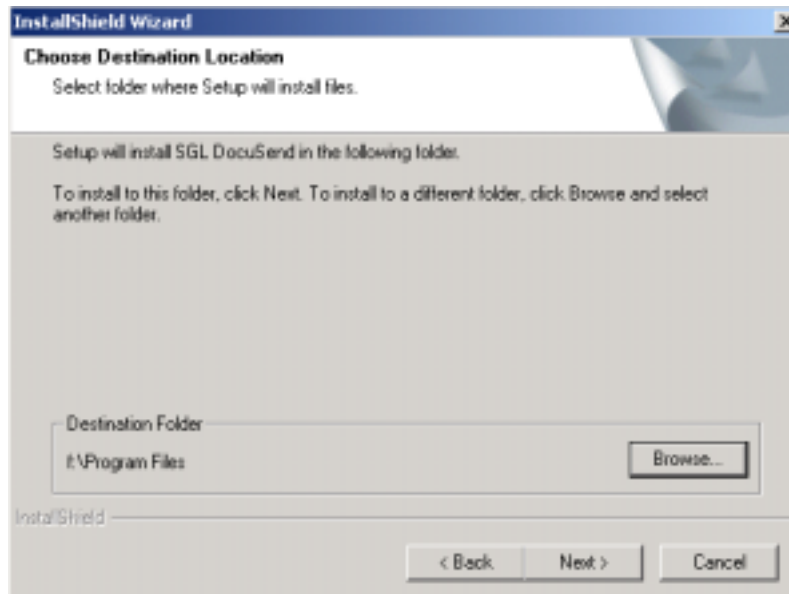 InstallShield Wizard
Choose Destination Location
Select folder where Setup will install files.
Setup will install SGL DocuSend in the following folder.
To install to this folder, click Next. To install to a different folder, click Browse and select
another folder.
Destination Folder
f:\Program Files
Browse...
InstallShield
< Back
Next >
Cancel